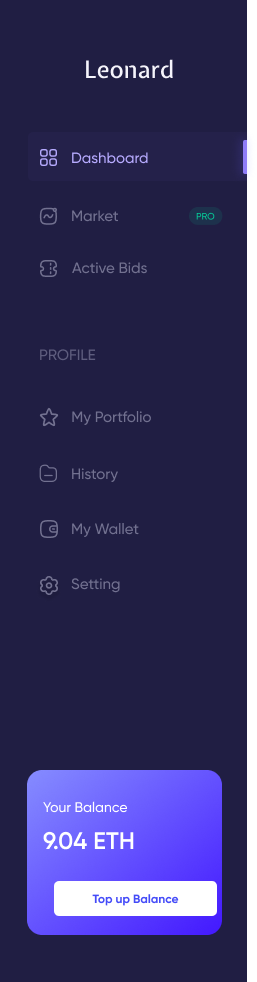 Leonard
Dashboard
Market PRO
Active Bids
PROFILE
My Portfolio
History
My Wallet
Setting
Your Balance
9.04 ETH
Top up Balance